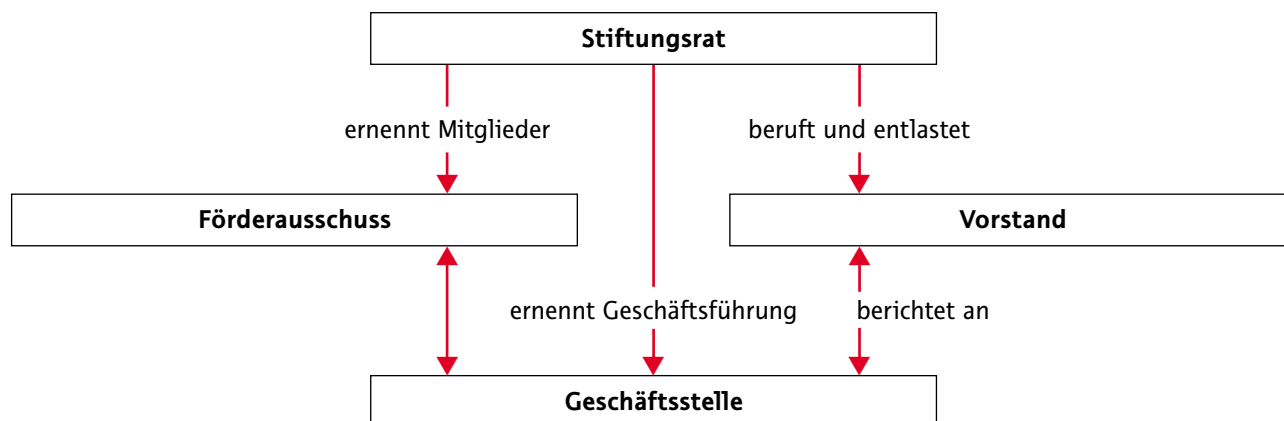 Stiftungsrat
ernennt Mitglieder
beruft und entlastet
Förderausschuss
Vorstand
ernennt Geschäftsführung
berichtet an
Geschäftsstelle